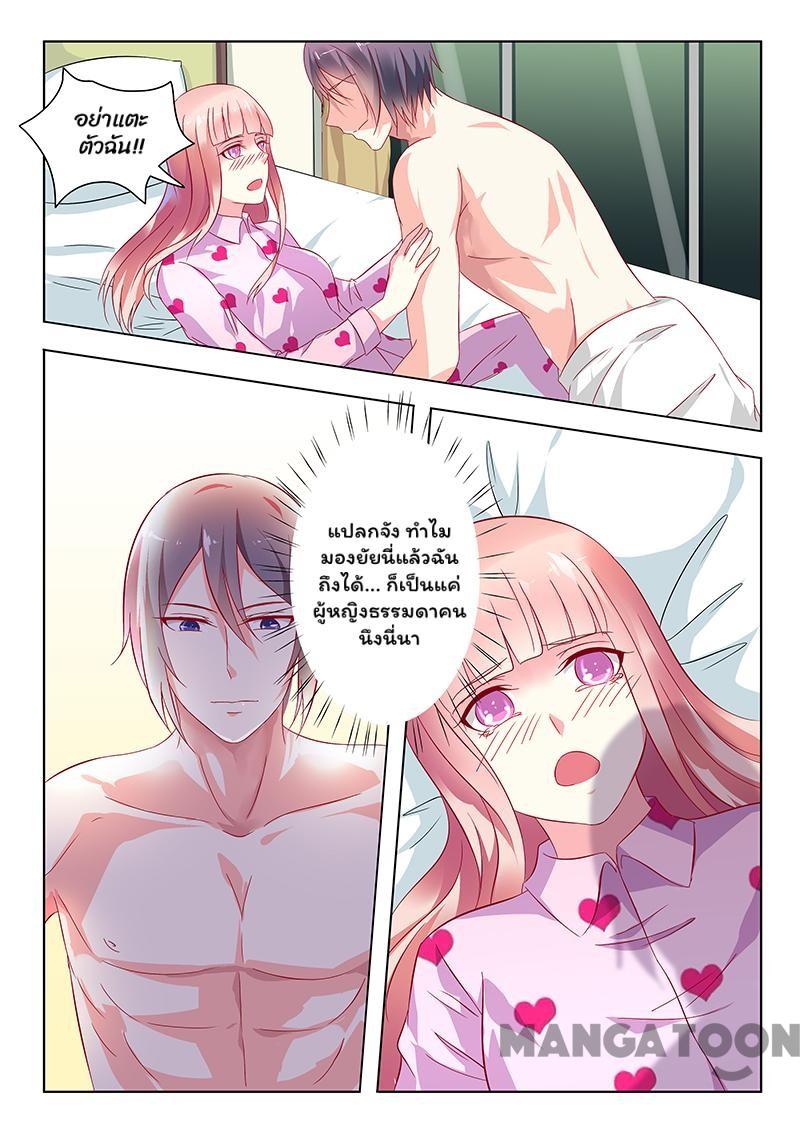 อย่าแตะ
ตัวฉัน!!
แปลกจัง ทำไม
มองยัยนี่แล้วฉัน
ถึงได้... ก็เป็นแค่
ผู้หญิงธรรมดาคน
นึงนี่นา
MANGATOON